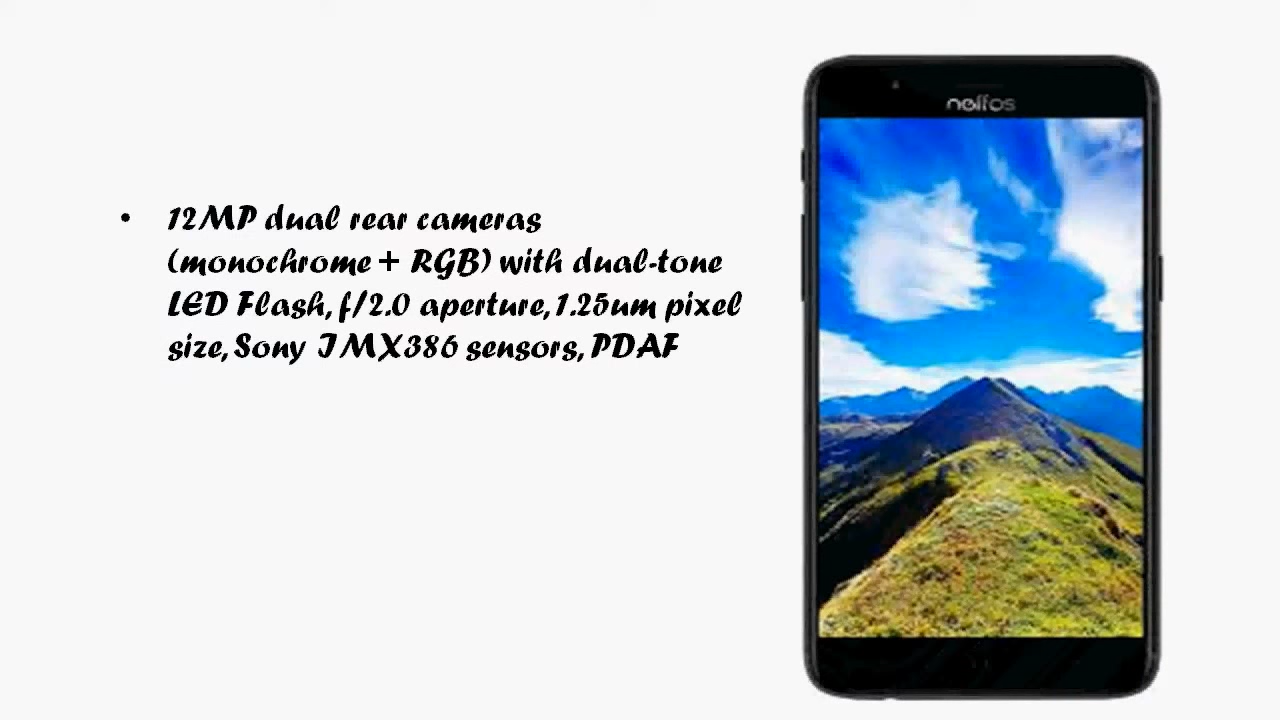 neffos
• 12MP dual rear cameras
(monochrome + RGB) with dual-tone
LED Flash, f/2.0 aperture, 1.25um pixel
size, Sony IMX386 sensors, PDAF